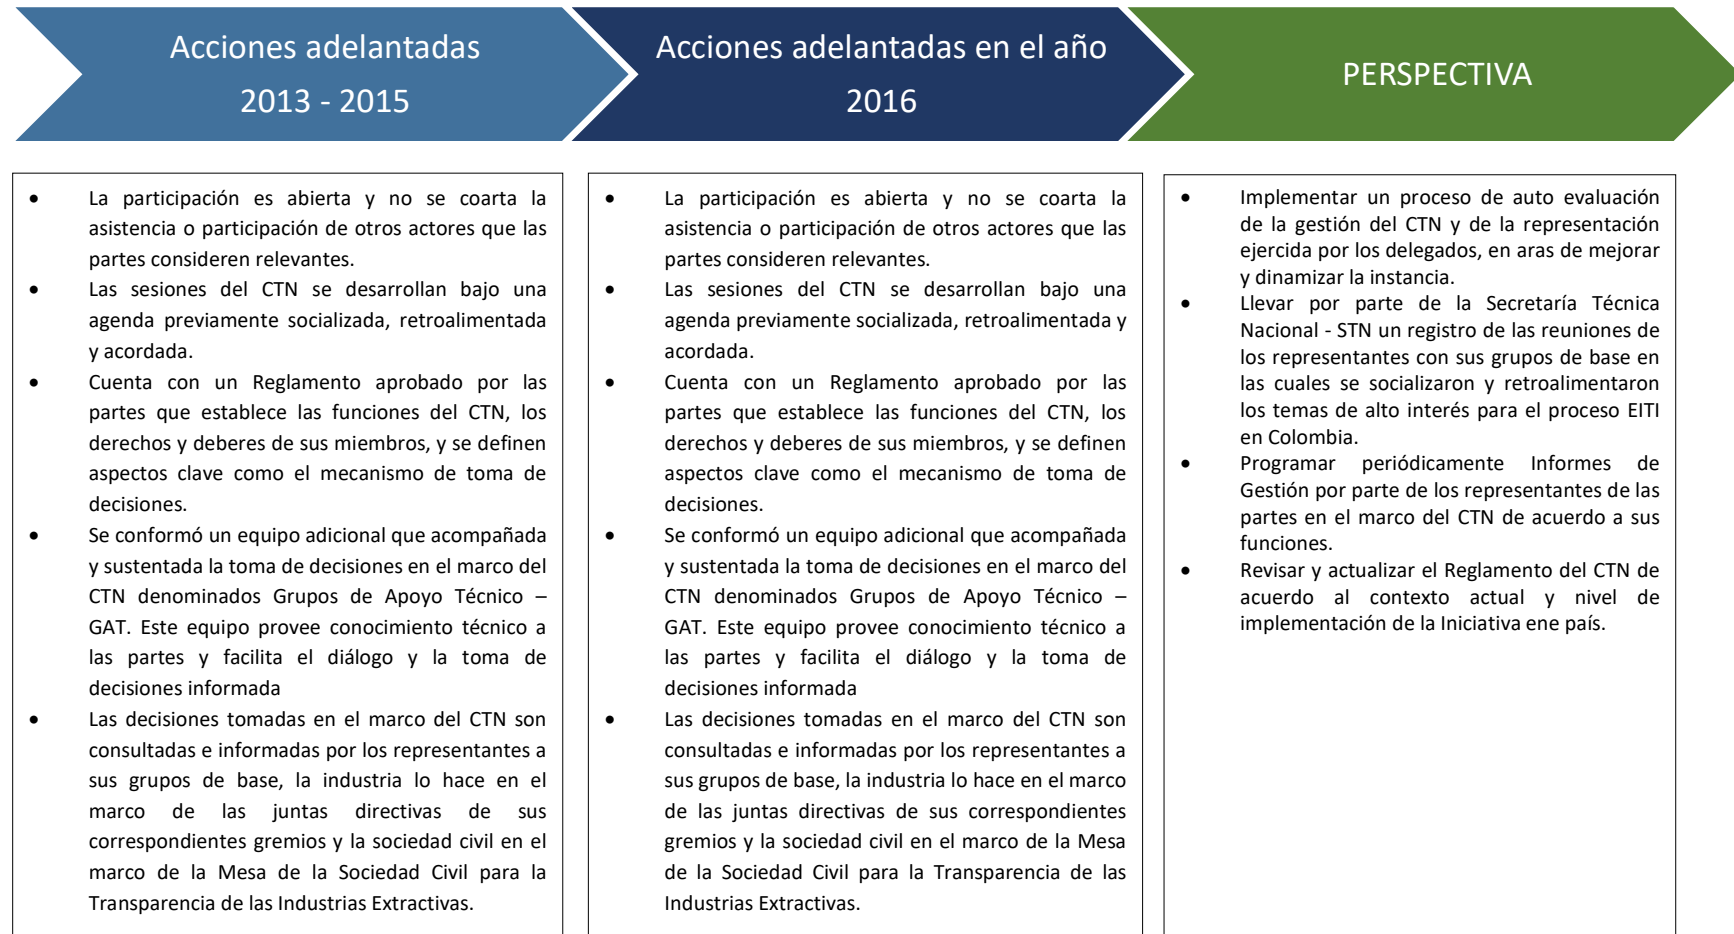 Acciones adelantadas
2013 - 2015
Acciones adelantadas en el año
2016
PERSPECTIVA
• La participación es abierta y no se coarta la
asistencia o participación de otros actores que las
partes consideren relevantes.
• Las sesiones del CTN se desarrollan bajo una
agenda previamente socializada, retroalimentada
y acordada.
• Cuenta con un Reglamento aprobado por las
partes que establece las funciones del CTN, los
derechos y deberes de sus miembros, y se definen
aspectos clave como el mecanismo de toma de
decisiones.
• Se conformó un equipo adicional que acompañada
y sustentada la toma de decisiones en el marco del
CTN denominados Grupos de Apoyo Técnico –
GAT. Este equipo provee conocimiento técnico a
las partes y facilita el diálogo y la toma de
decisiones informada
• Las decisiones tomadas en el marco del CTN son
consultadas e informadas por los representantes a
sus grupos de base, la industria lo hace en el
marco de las juntas directivas de sus
correspondientes gremios y la sociedad civil en el
marco de la Mesa de la Sociedad Civil para la
Transparencia de las Industrias Extractivas.
• La participación es abierta y no se coarta la
asistencia o participación de otros actores que las
partes consideren relevantes.
• Las sesiones del CTN se desarrollan bajo una
agenda previamente socializada, retroalimentada y
acordada.
• Cuenta con un Reglamento aprobado por las
partes que establece las funciones del CTN, los
derechos y deberes de sus miembros, y se definen
aspectos clave como el mecanismo de toma de
decisiones.
• Se conformó un equipo adicional que acompañada
y sustentada la toma de decisiones en el marco del
CTN denominados Grupos de Apoyo Técnico –
GAT. Este equipo provee conocimiento técnico a
las partes y facilita el diálogo y la toma de
decisiones informada
• Las decisiones tomadas en el marco del CTN son
consultadas e informadas por los representantes a
sus grupos de base, la industria lo hace en el marco
de las juntas directivas de sus correspondientes
gremios y la sociedad civil en el marco de la Mesa
de la Sociedad Civil para la Transparencia de las
Industrias Extractivas.
• Implementar un proceso de auto evaluación
de la gestión del CTN y de la representación
ejercida por los delegados, en aras de mejorar
y dinamizar la instancia.
• Llevar por parte de la Secretaría Técnica
Nacional - STN un registro de las reuniones de
los representantes con sus grupos de base en
las cuales se socializaron y retroalimentaron
los temas de alto interés para el proceso EITI
en Colombia.
• Programar periódicamente Informes de
Gestión por parte de los representantes de las
partes en el marco del CTN de acuerdo a sus
funciones.
• Revisar y actualizar el Reglamento del CTN de
acuerdo al contexto actual y nivel de
implementación de la Iniciativa ene país.